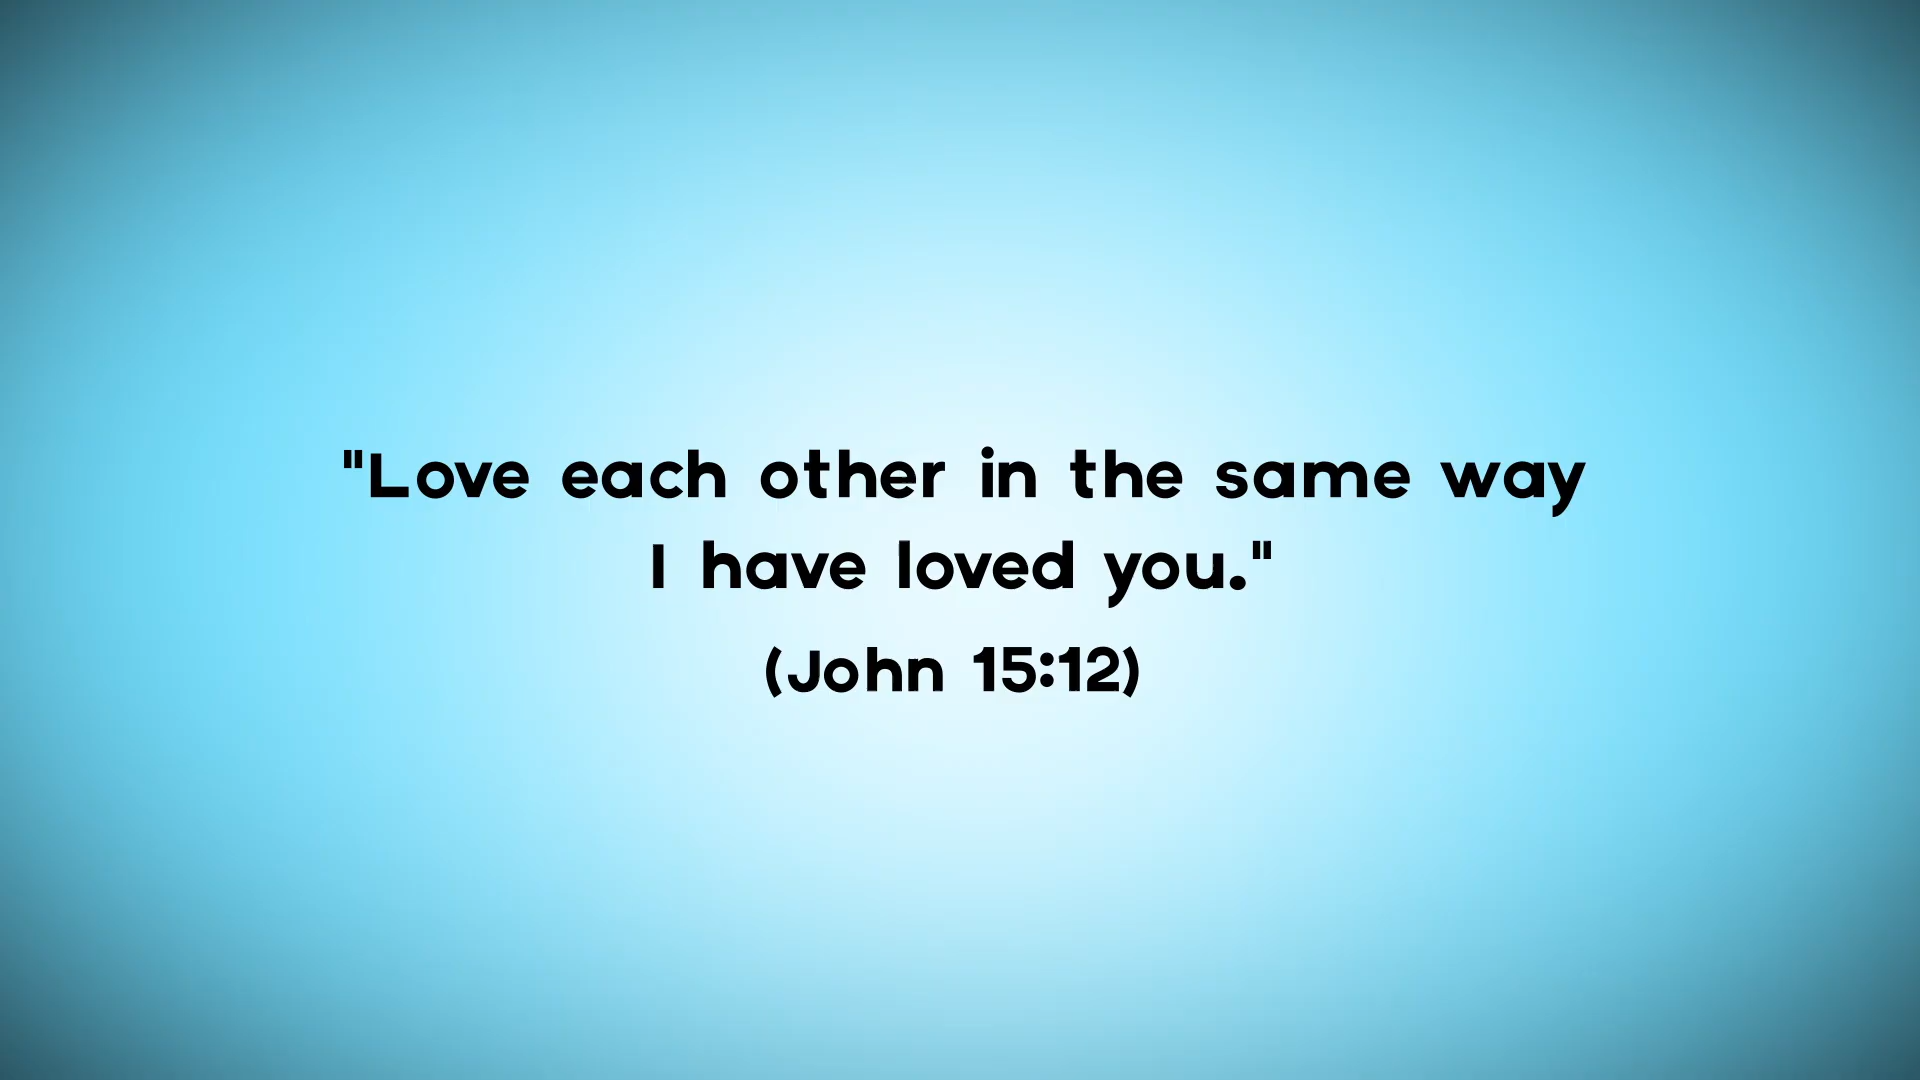 "Love each other in the same way
I have loved you."
(John 15:12)